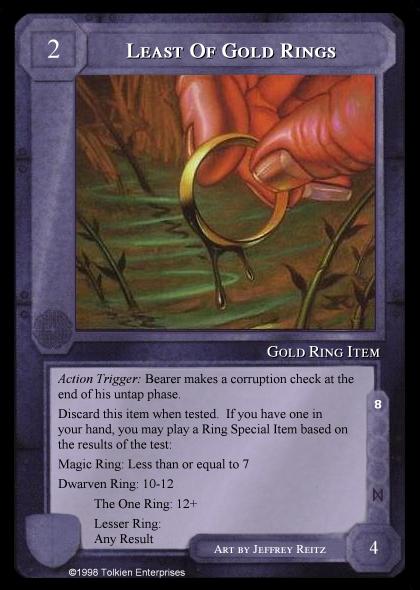 2
LEAST OF GOLD RINGS
GOLD RING ITEM
Action Trigger: Bearer makes a corruption check at the
end of his untap phase.
8
Discard this item when tested. If you have one in
your hand, you may play a Ring Special Item based on
the results of the test:
Magic Ring: Less than or equal to 7
Dwarven Ring: 10-12
The One Ring: 12+
Lesser Ring:
Any Result
ART BY JEFFREY REITZ
4
©1998 Tolkien Enterprises